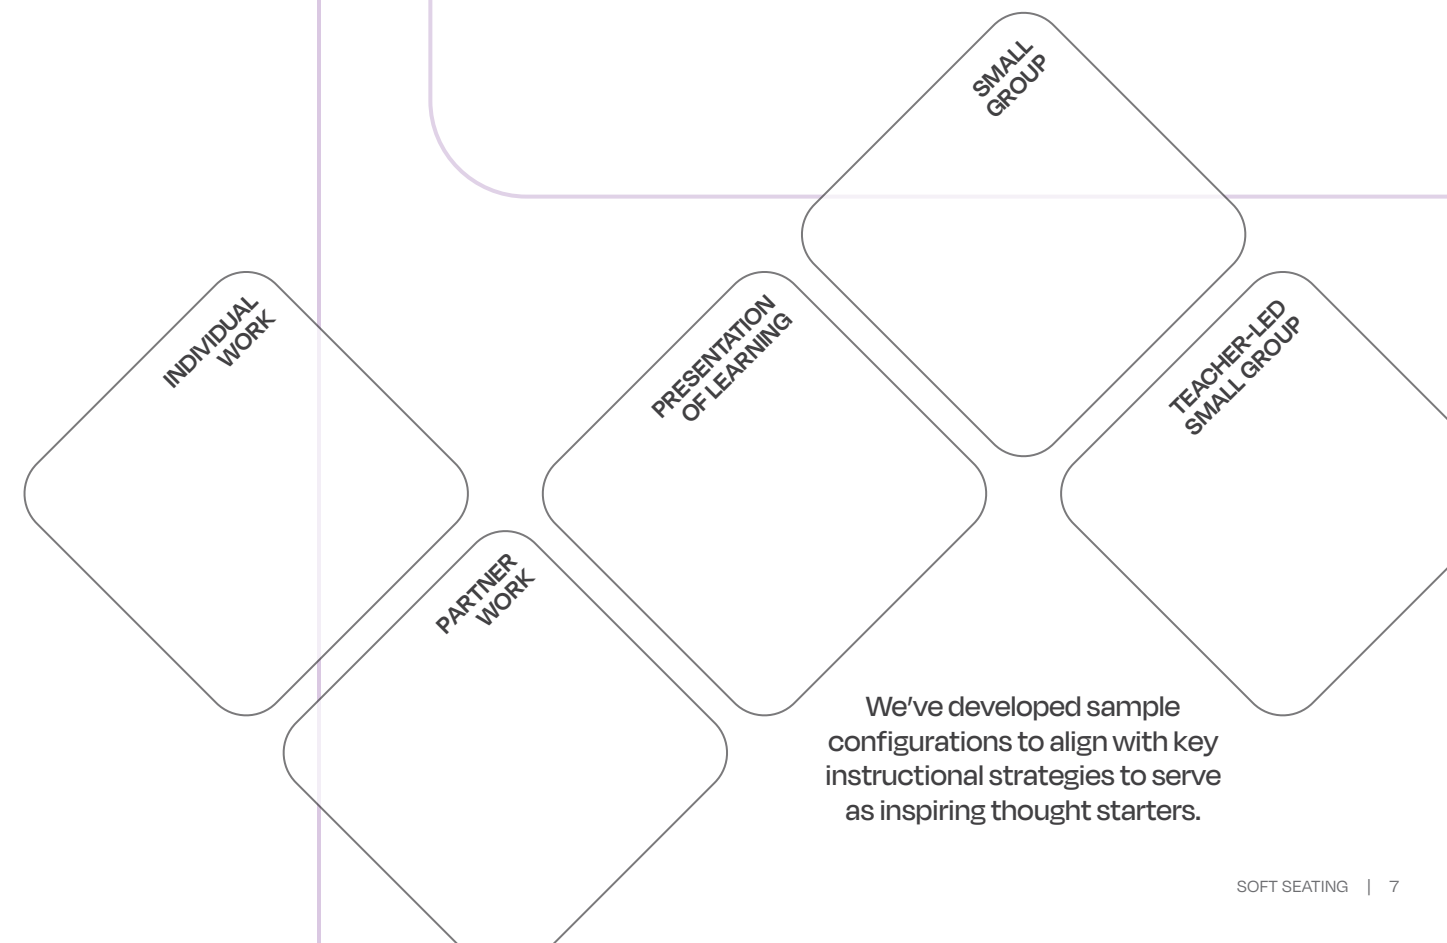 SMALL
GROUP
INDIVIDUAL
WORK
PRESENTATION
OF LEARNING
TEACHER-LED
SMALL GROUP
PARTNER
WORK
We’ve developed sample
configurations to align with key
instructional strategies to serve
as inspiring thought starters.
SOFT SEATING | 7